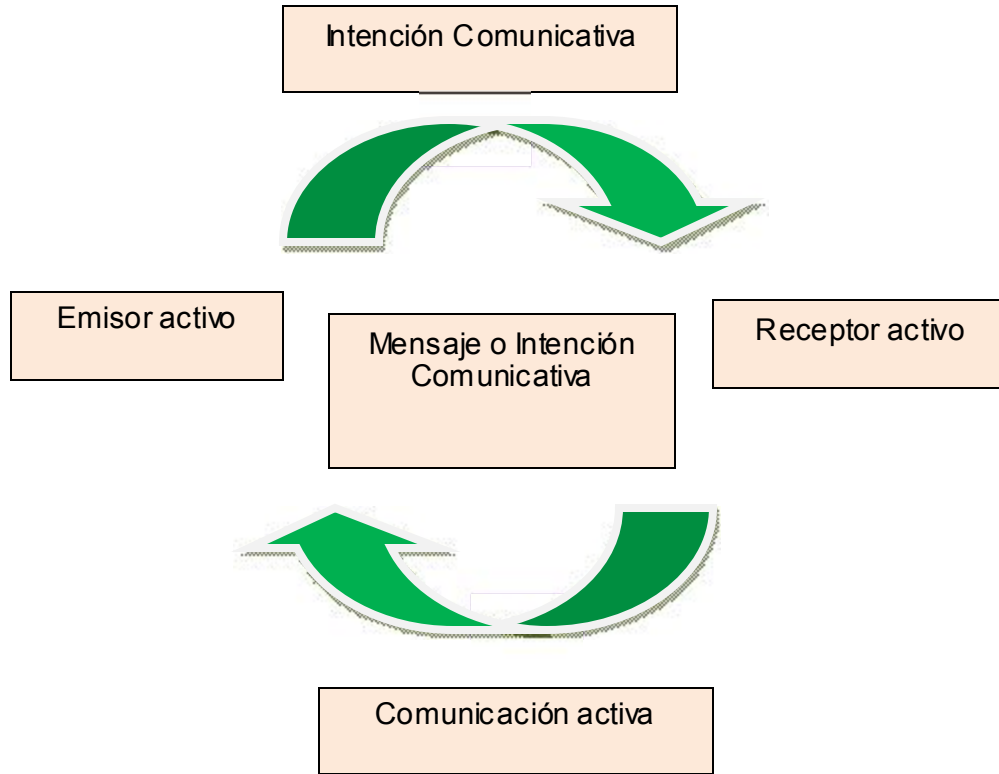 Intención Comunicativa
Emisor activo
Mensaje o Intención
Comunicativa
Receptor activo
Comunicación activa